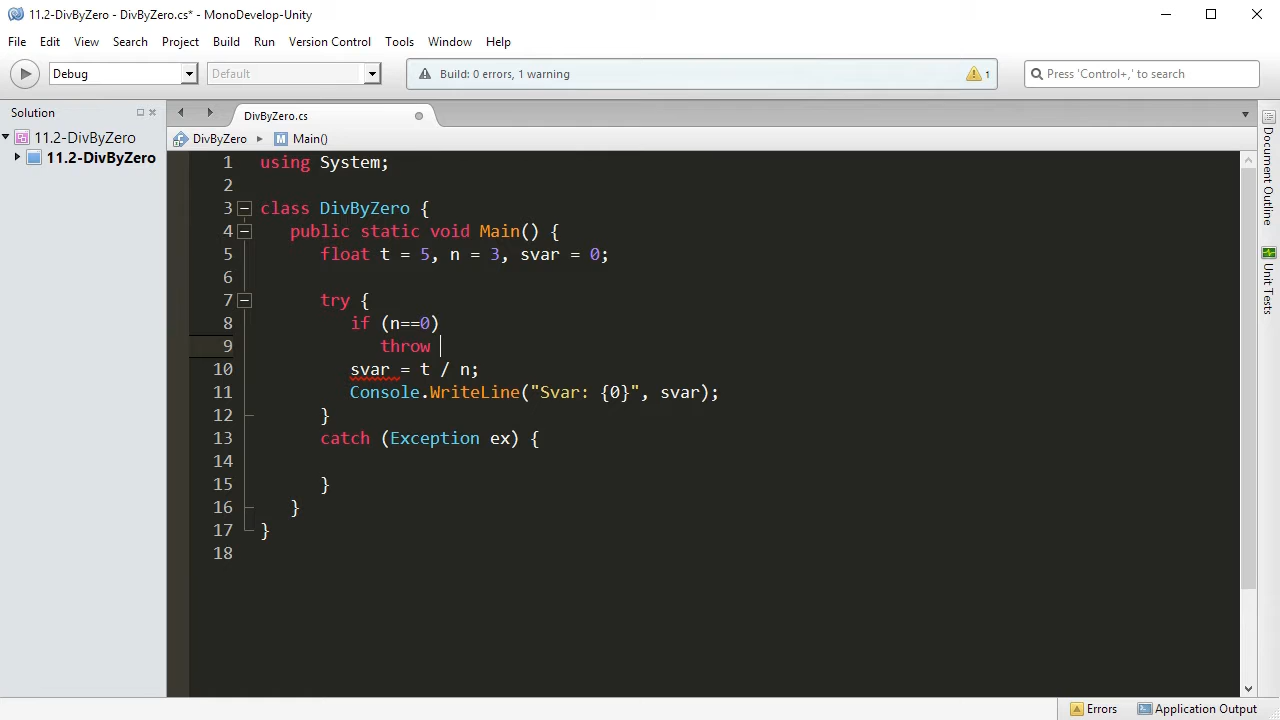 11.2-DivByZero - DivByZero.cs* - MonoDevelop-Unity
File Edit View Search Project Build Run Version Control Tools Window Help
Debug Default Build: 0 errors, 1 warning 1 Press 'Control+,' to search
Solution
11.2-DivByZero
11.2-DivByZero
DivByZero.cs
DivByZero Main()
1 using System;
2
3 class DivByZero {
4 public static void Main() {
5 float t = 5, n = 3, svar = 0;
6
7 try {
8 if (n==0)
9 throw
10 svar = t / n;
11 Console.WriteLine("Svar: {0}", svar);
12 }
13 catch (Exception ex) {
14
15 }
16 }
17 }
18
Document Outline
Unit Tests
Errors Application Output